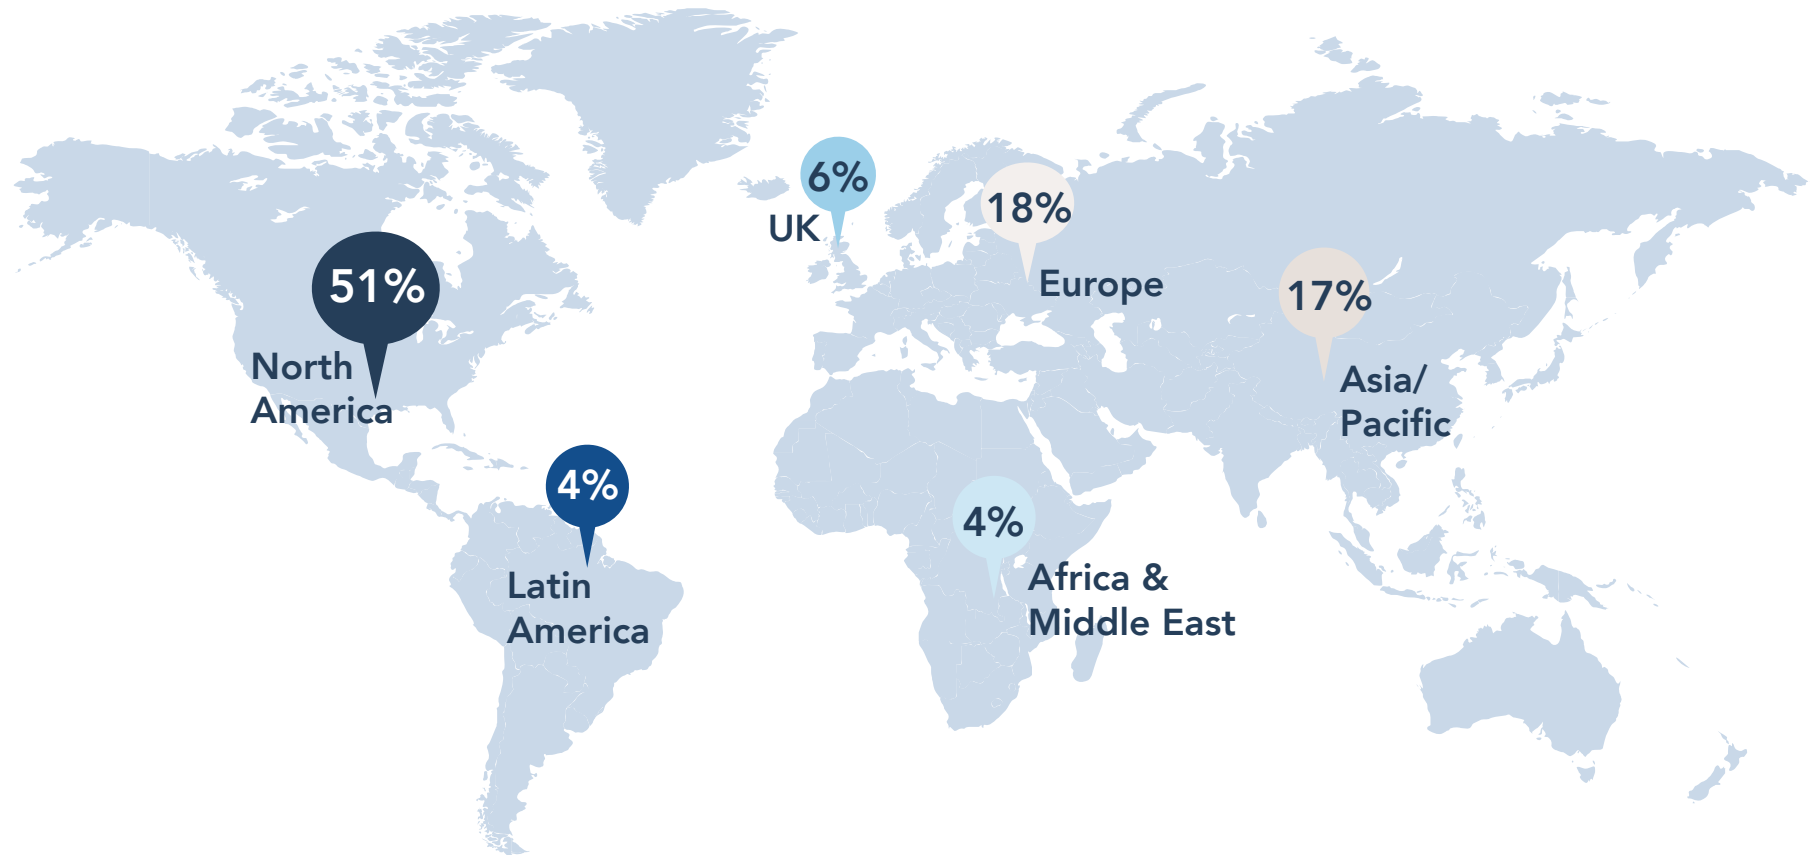 51%
North
America
4%
Latin
America
6%
UK
18%
Europe
4%
Africa &
Middle East
17%
Asia/
Pacific